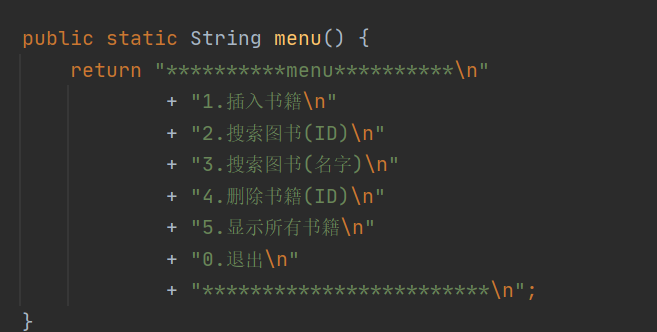 public static String menu() {
return "**********menu**********\n"
+ "1.插入书籍\n"
+ "2.搜索图书(ID)\n"
+ "3.搜索图书(名字)\n"
+ "4.删除书籍(ID)\n"
+ "5.显示所有书籍\n"
+ "0.退出\n"
+ "************************\n";
}